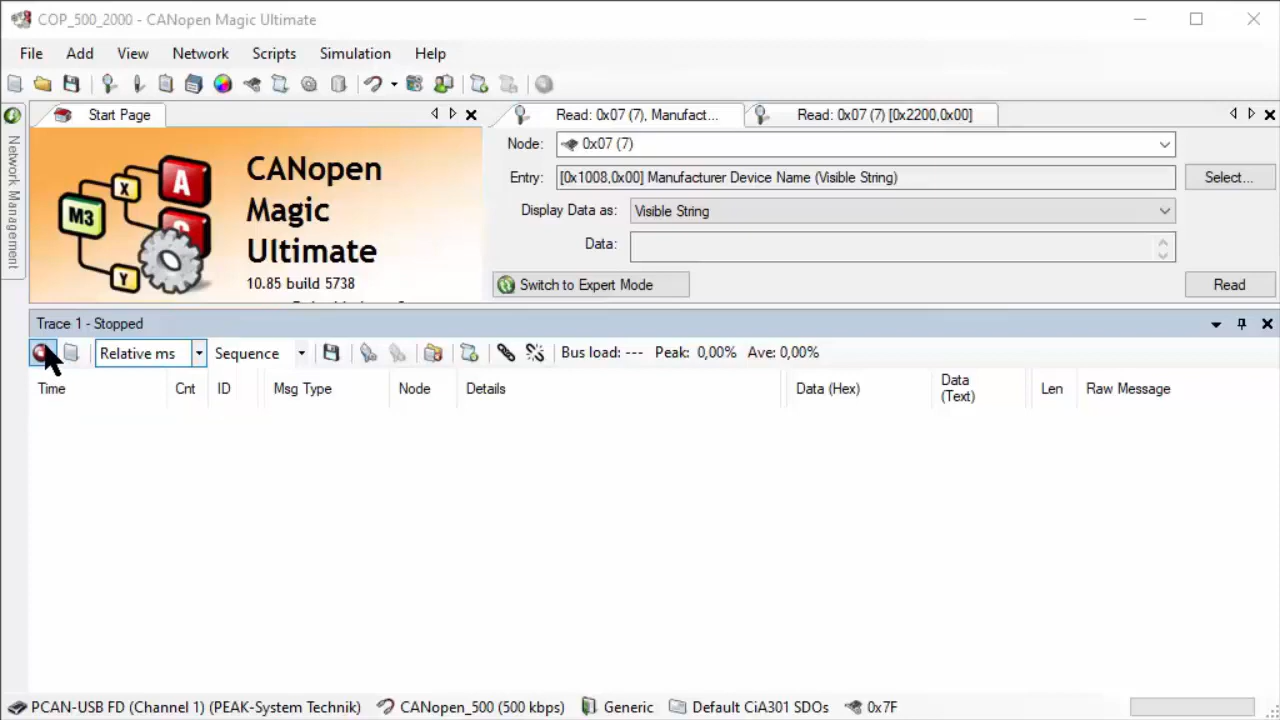 COP_500_2000 - CANopen Magic Ultimate
File Add View Network Scripts Simulation Help
Network Management
Start Page
M3 X A Y
CANopen
Magic
Ultimate
10.85 build 5738
Read: 0x07 (7), Manufact... Read: 0x07 (7) [0x2200,0x00]
Node: 0x07 (7)
Entry: [0x1008,0x00] Manufacturer Device Name (Visible String) Select...
Display Data as: Visible String
Data:
Switch to Expert Mode Read
Trace 1 - Stopped
Relative ms Sequence Bus load: --- Peak: 0,00% Ave: 0,00%
Time Cnt ID Msg Type Node Details Data (Hex) Data (Text) Len Raw Message
PCAN-USB FD (Channel 1) (PEAK-System Technik) CANopen_500 (500 kbps) Generic Default CiA301 SDOs 0x7F